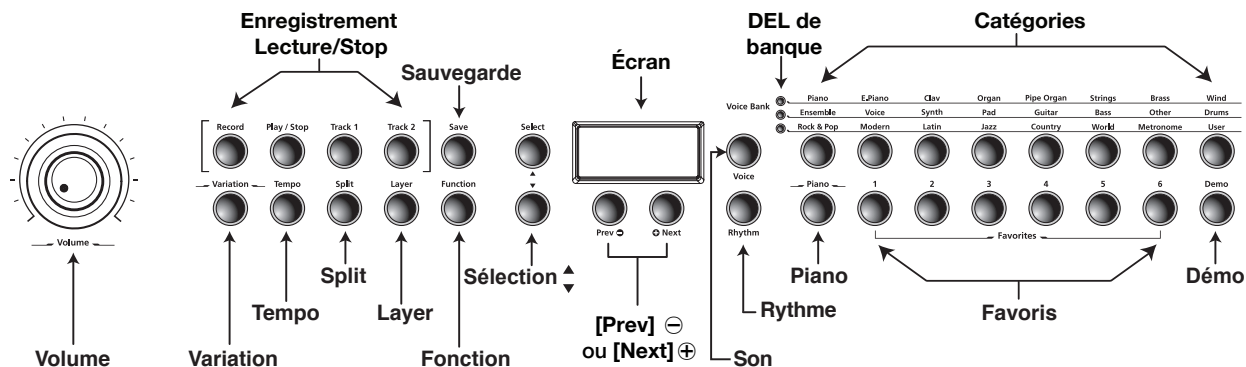 Enregistrement
Lecture/Stop
Sauvegarde
Écran
DEL de
banque
Catégories
Voice Bank
Piano E.Piano Clav Organ Pipe Organ Strings Brass Wind
Ensemble Voice Synth Pad Guitar Bass Other Drums
Rock & Pop Modern Latin Jazz Country World Metronome User
Record Play / Stop Track 1 Track 2 Save Select
Voice
Variation Tempo Split Layer Function
Piano 1 2 3 4 5 6 Demo
Prev Next
Rhythm
Favorites
Volume
Split
Sélection
Piano
Démo
Tempo
Layer
Rythme
Favoris
[Prev] ⊖
ou [Next] ⊕
Volume
Variation
Fonction
Son